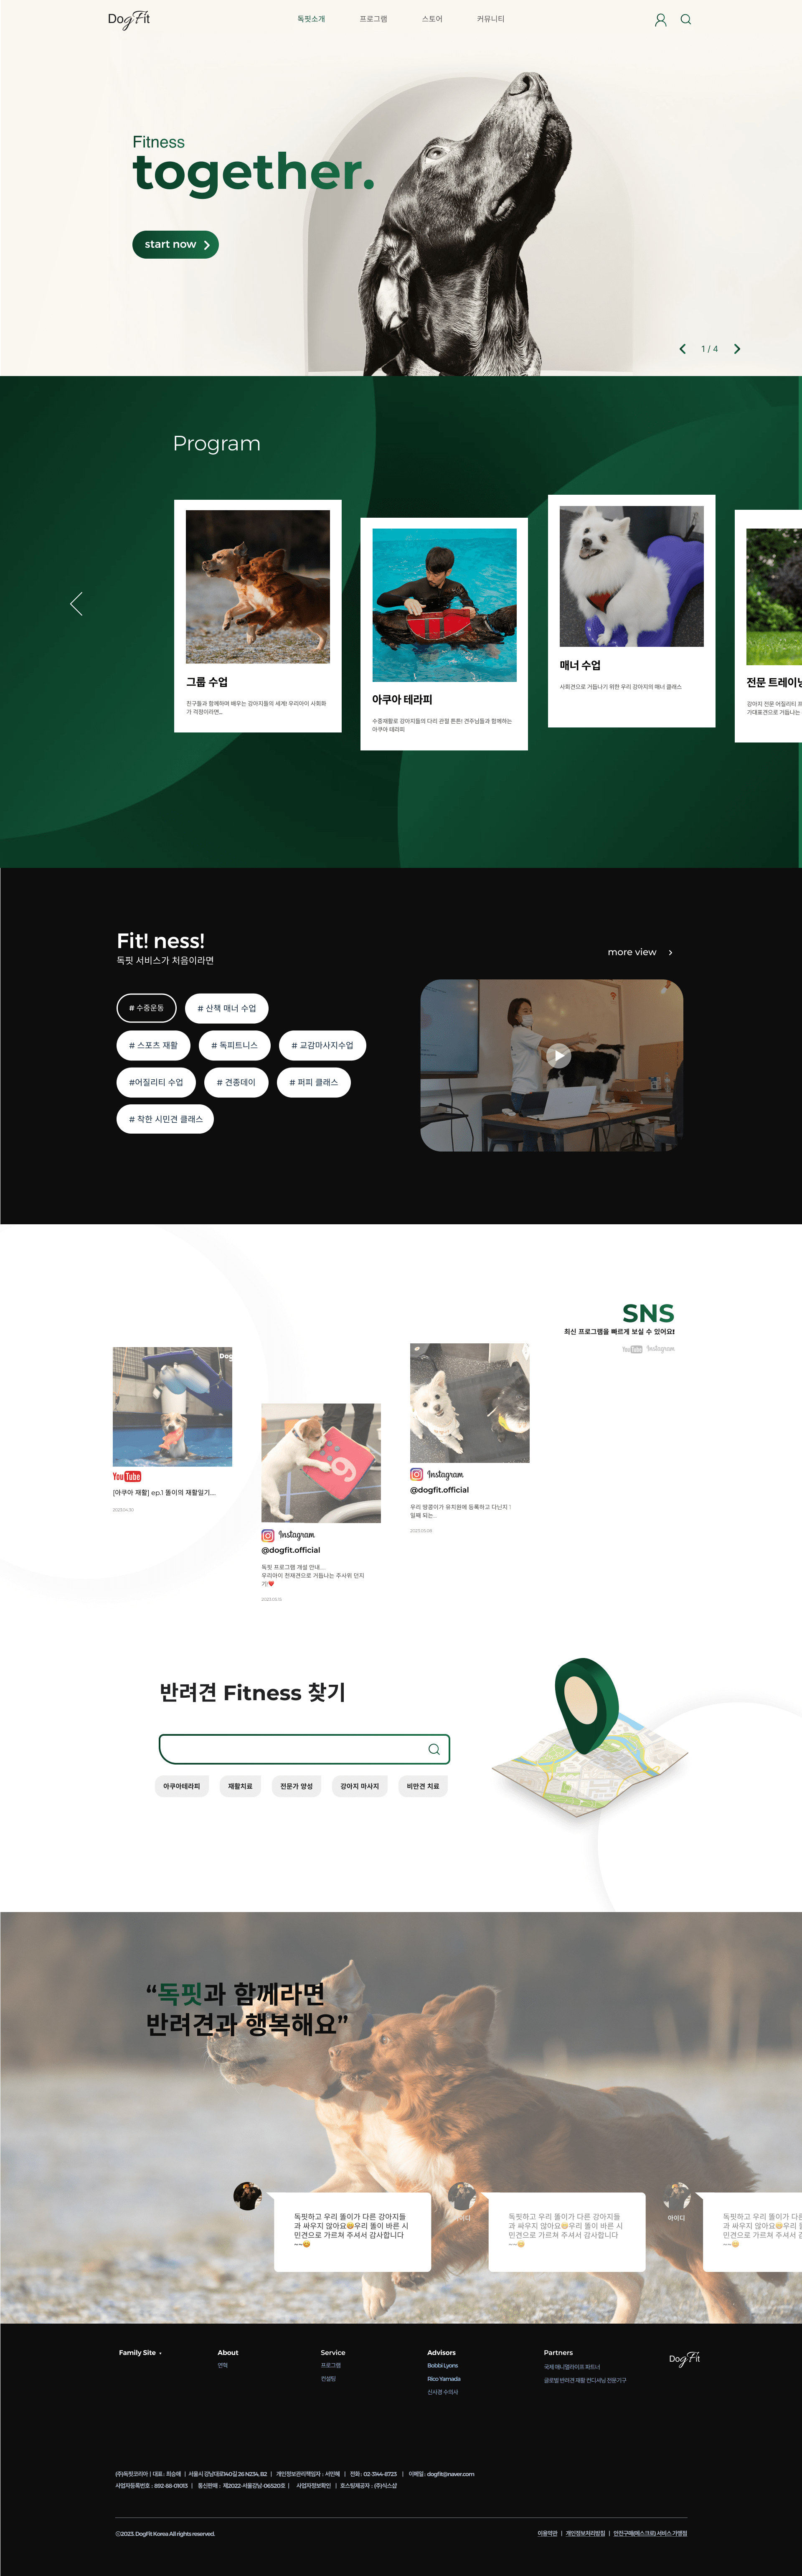 DogFit
독핏소개
프로그램
스토어
커뮤니티
Fitness
together.
start now
1 / 4
Program
그룹 수업
친구들과 함께하며 배우는 강아지들의 세계! 우리아이 사회화
가 걱정이라면...
아쿠아 테라피
수중재활로 강아지들의 다리 관절 튼튼! 견주님들과 함께하는
아쿠아 테라피
매너 수업
사회견으로 거듭나기 위한 우리 강아지의 매너 클래스
전문 트레이닝
강아지 전문 어질리티 프
가대표견으로 거듭나는
Fit! ness!
독핏 서비스가 처음이라면
more view
# 수중운동
# 산책 매너 수업
# 스포츠 재활
# 독피트니스
# 교감마사지수업
#어질리티 수업
# 견종데이
# 퍼피 클래스
# 착한 시민견 클래스
SNS
최신 프로그램을 빠르게 보실 수 있어요!
YouTube Instagram
Dog
YouTube
[아쿠아 재활] ep.1 똘이의 재활일기...
2023.04.30
Instagram
@dogfit.official
독핏 프로그램 개설 안내...
우리아이 천재견으로 거듭나는 주사위 던지
기!❤️
2023.05.15
Instagram
@dogfit.official
우리 땅콩이가 유치원에 등록하고 다닌지 1
일째 되는...
2023.05.08
반려견 Fitness 찾기
아쿠아테라피
재활치료
전문가 양성
강아지 마사지
비만견 치료
“독핏과 함께라면
반려견과 행복해요”
독핏하고 우리 똘이가 다른 강아지들
과 싸우지 않아요😄우리 똘이 바른 시
민견으로 가르쳐 주셔서 감사합니다
~~😄
독핏하고 우리 똘이가 다른 강아지들
과 싸우지 않아요😄우리 똘이 바른 시
민견으로 가르쳐 주셔서 감사합니다
~~😄
아이디
독핏하고 우리 똘이가 다른
과 싸우지 않아요😄우리
민견으로 가르쳐 주셔서 감
~~😄
Family Site
About
연혁
Service
프로그램
컨설팅
Advisors
Bobbi Lyons
Rico Yamada
신사경 수의사
Partners
국제 애니멀라이프 파트너
글로벌 반려견 재활 컨디셔닝 전문기구
DogFit
(주)독핏코리아 | 대표 : 최승해 | 서울시 강남대로140길 26 N234, B2 | 개인정보관리책임자 : 서민해 | 전화 : 02-3144-8723 | 이메일 : dogfit@naver.com
사업자등록번호 : 892-88-01013 | 통신판매 : 제2022-서울강남-06520호 | 사업자정보확인 | 호스팅제공자 : (주)식스샵
ⓒ2023. DogFit Korea All rights reserved.
이용약관 | 개인정보처리방침 | 안전구매(에스크로) 서비스 가맹점